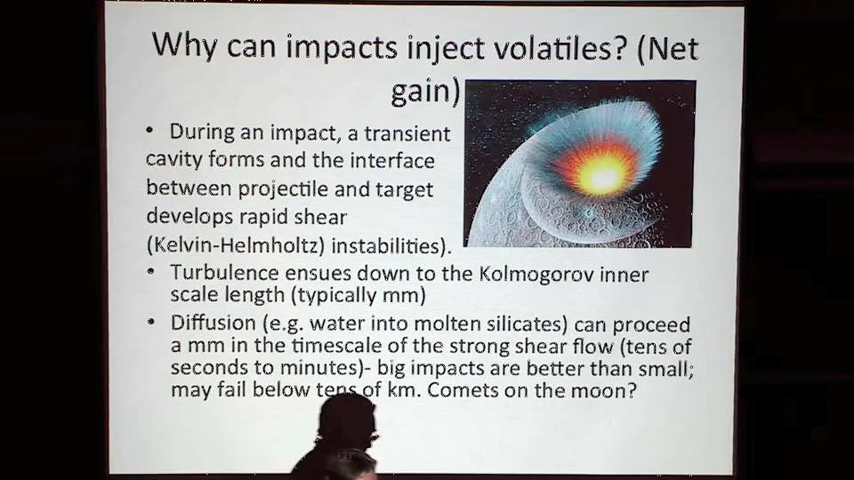 Why can impacts inject volatiles? (Net
gain)
• During an impact, a transient
cavity forms and the interface
between projectile and target
develops rapid shear
(Kelvin-Helmholtz) instabilities).
• Turbulence ensues down to the Kolmogorov inner
scale length (typically mm)
• Diffusion (e.g. water into molten silicates) can proceed
a mm in the timescale of the strong shear flow (tens of
seconds to minutes)- big impacts are better than small;
may fail below tens of km. Comets on the moon?